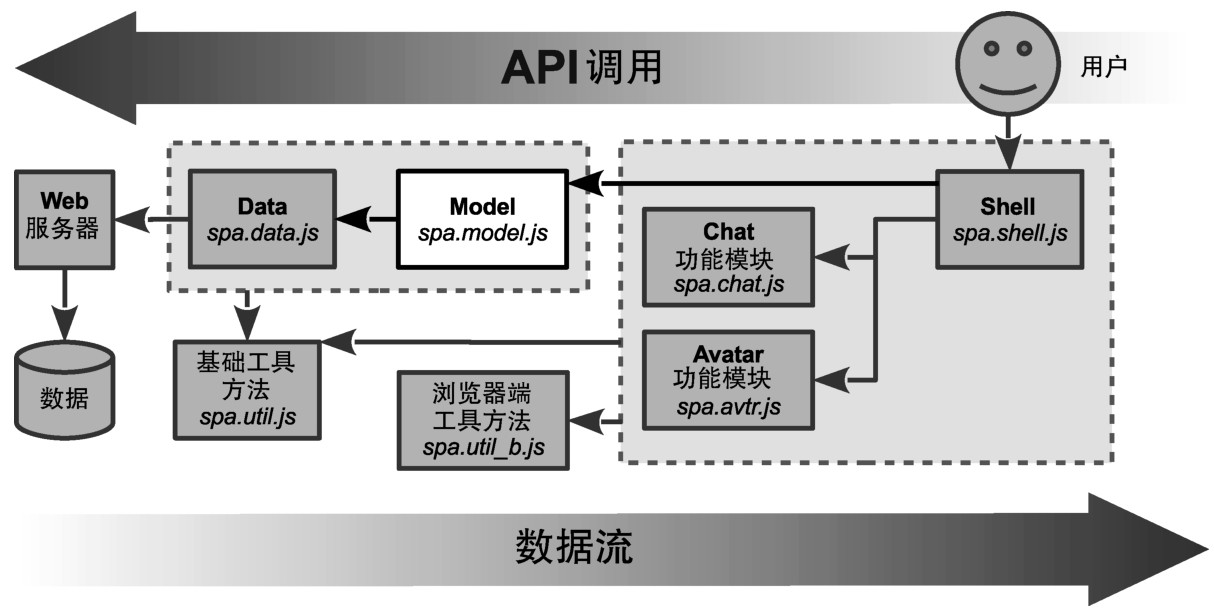 API 调用
用户
Web
服务器
Data
spa.data.js
Model
spa.model.js
Chat
功能模块
spa.chat.js
Shell
spa.shell.js
数据
基础工具
方法
spa.util.js
浏览器端
工具方法
spa.util_b.js
Avatar
功能模块
spa.avtr.js
数据流